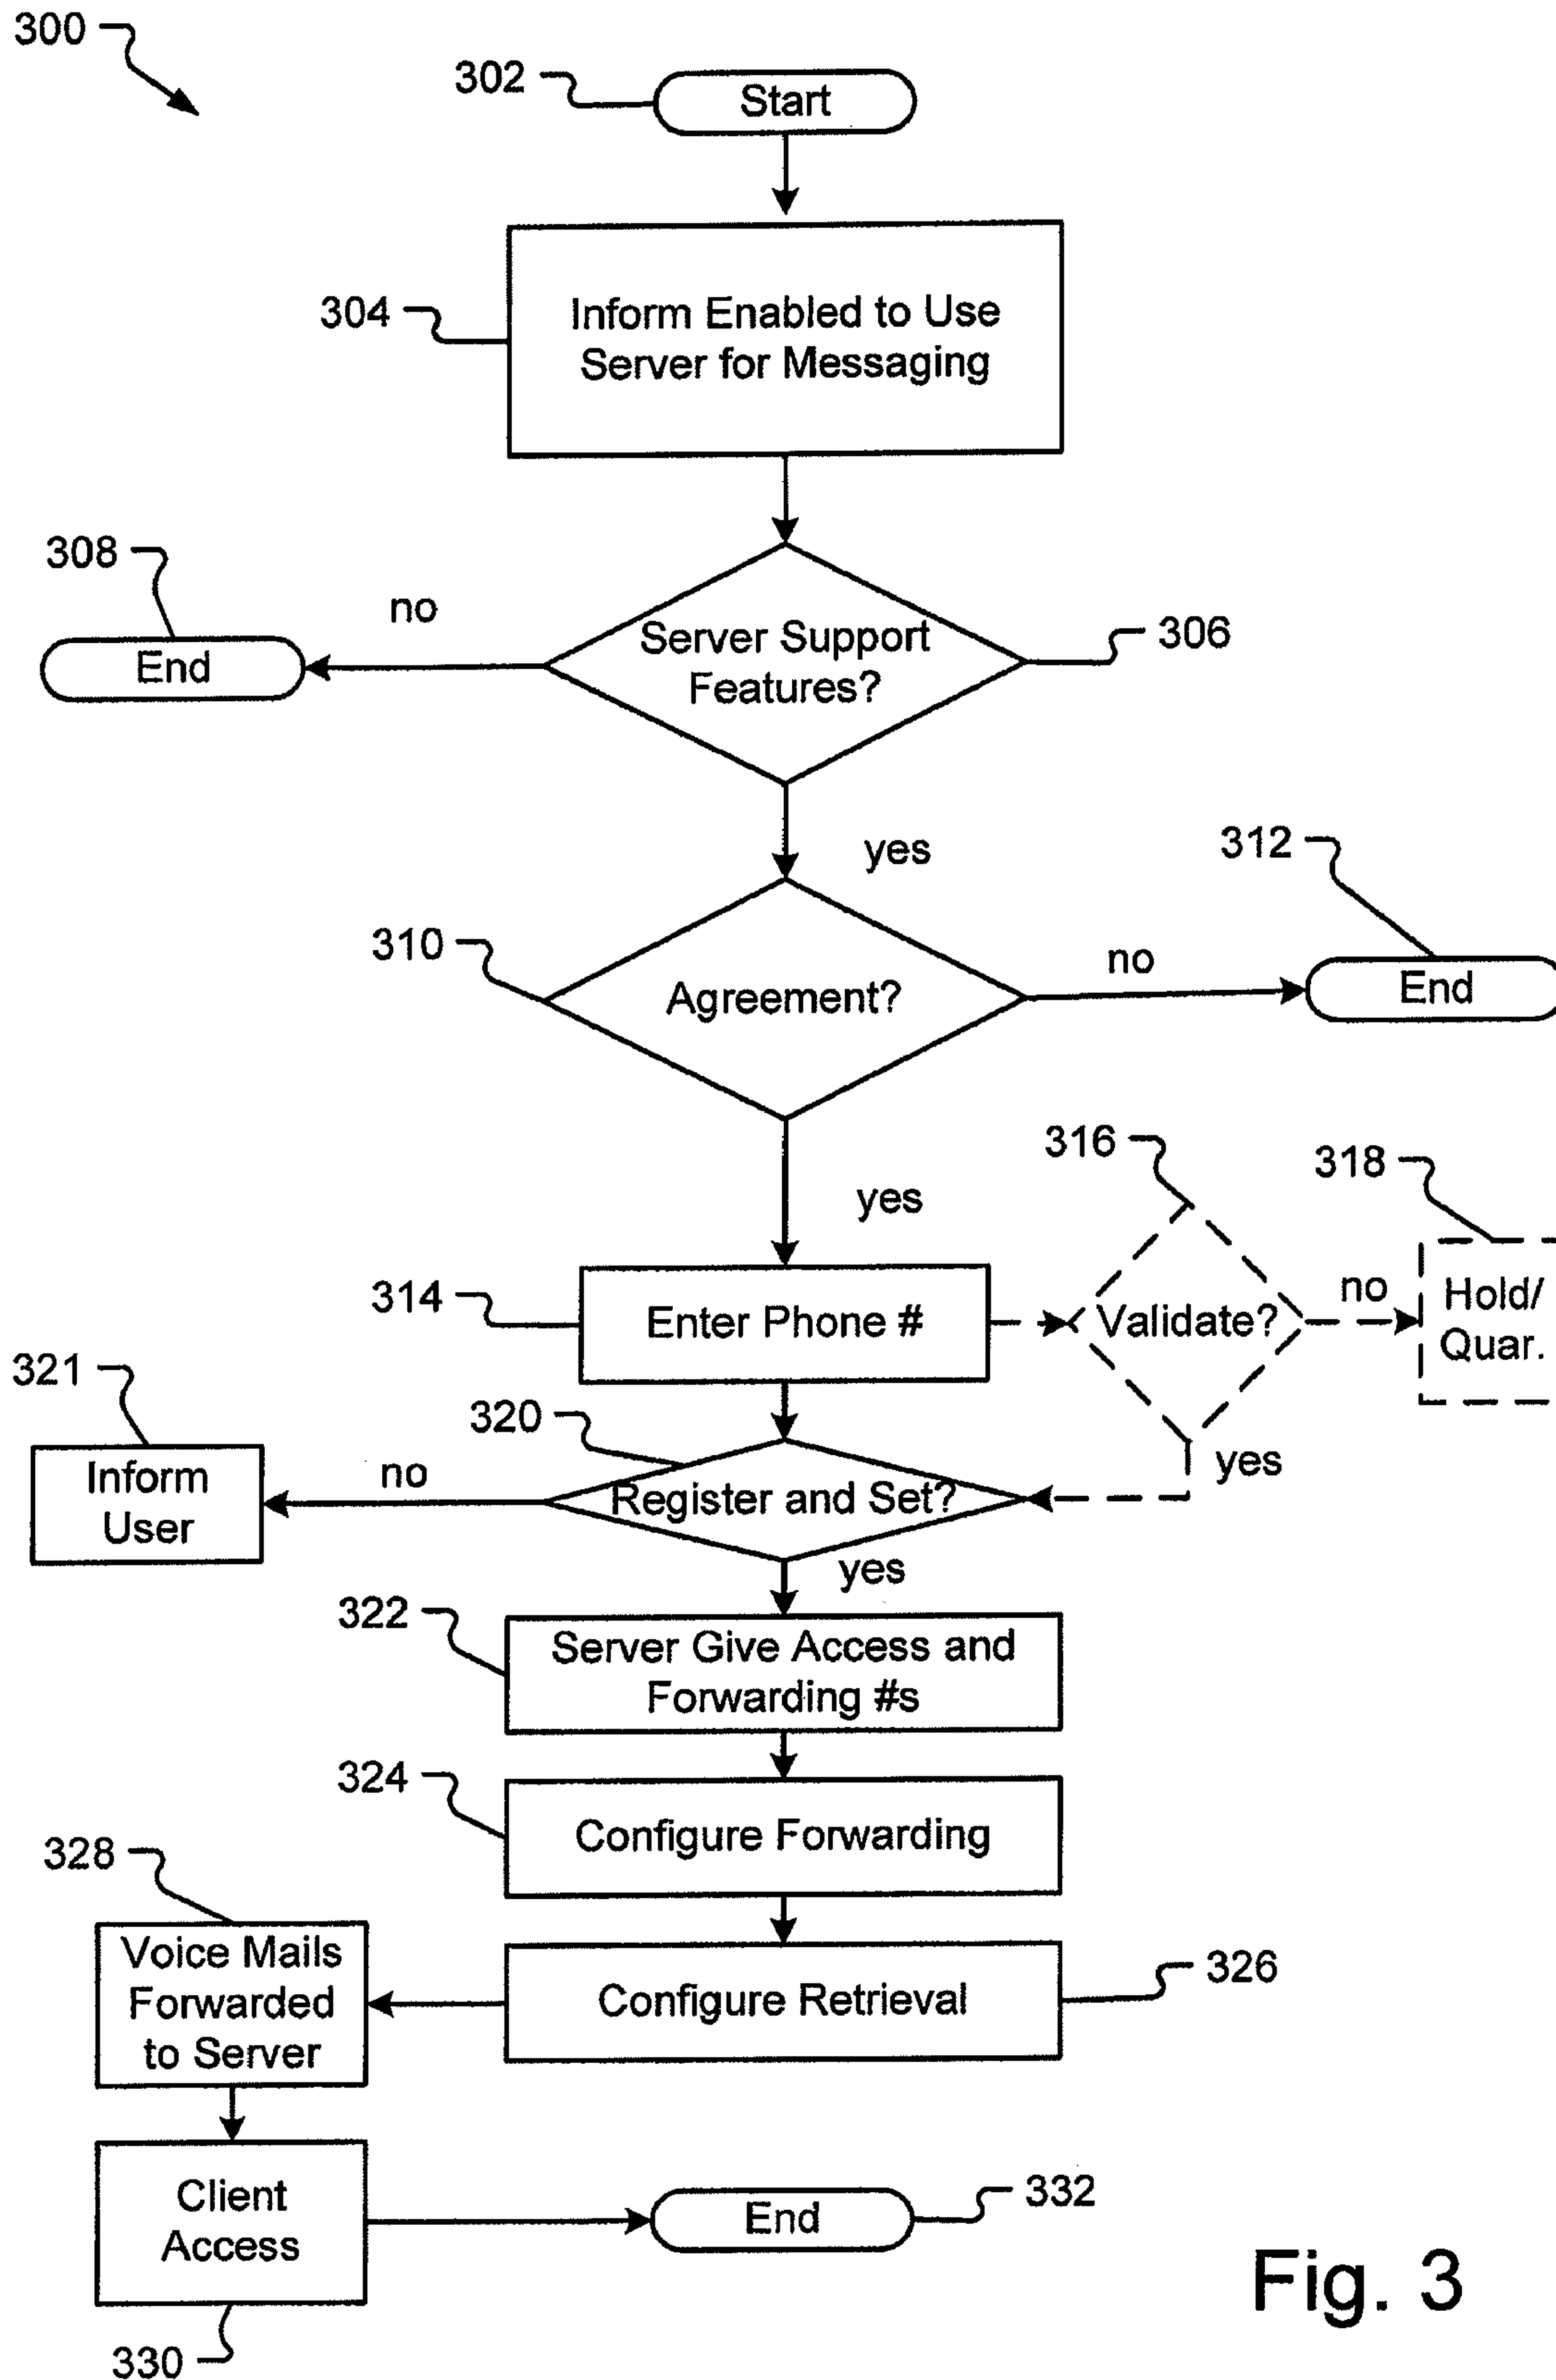 300
302
Start
304
Inform Enabled to Use
Server for Messaging
308
End
no
Server Support
Features?
306
yes
312
310
Agreement?
no
End
yes
316
318
314
Enter Phone #
Validate?
no
Hold/
Quar.
321
320
Inform
User
no
Register and Set?
yes
yes
322
Server Give Access and
Forwarding #s
324
Configure Forwarding
328
Voice Mails
Forwarded
to Server
Configure Retrieval
326
Client
Access
End
332
330
Fig. 3